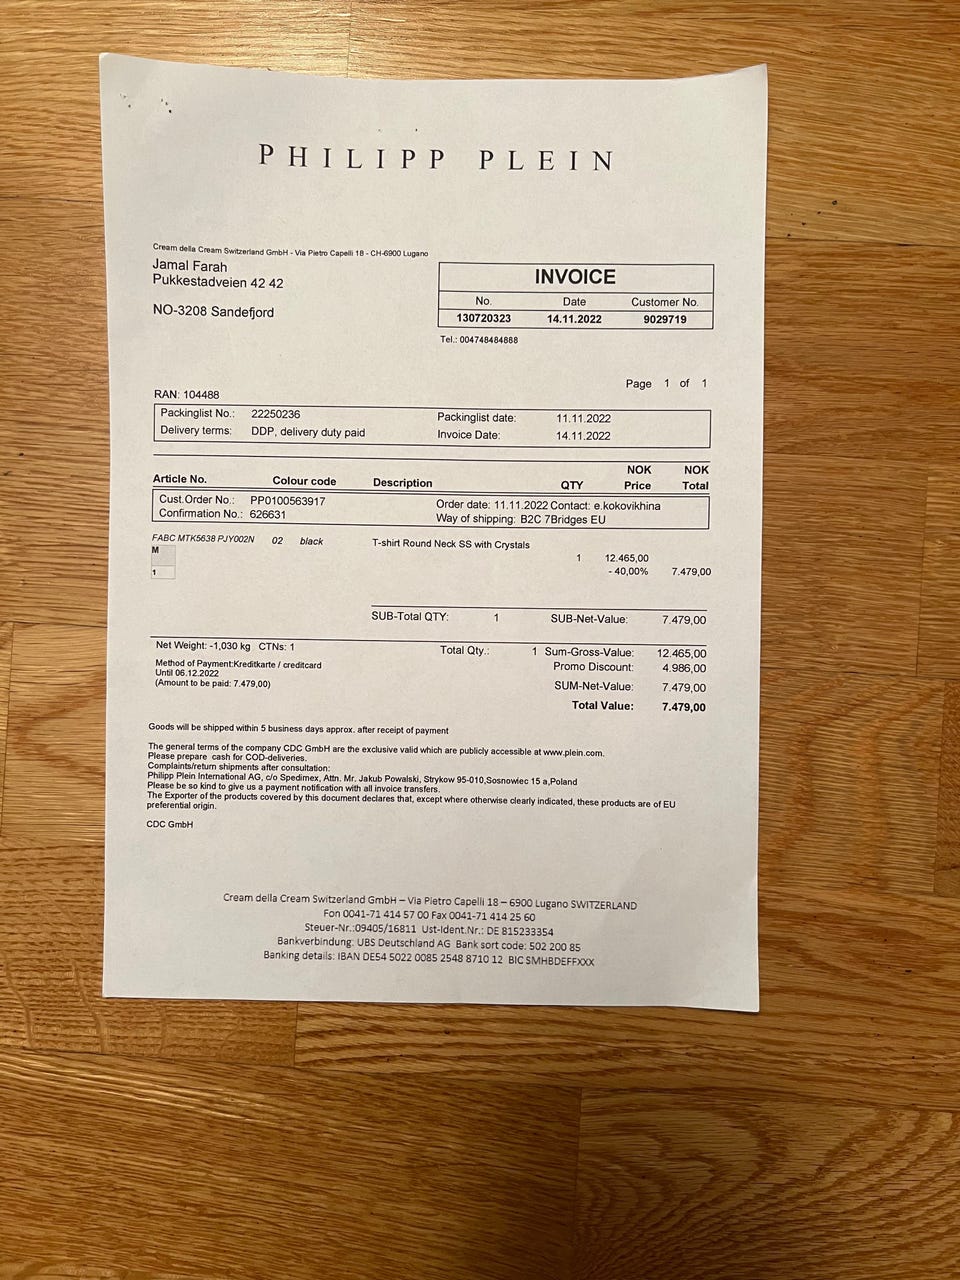 PHILIPP PLEIN
Cream della Cream Switzerland GmbH - Via Pietro Capelli 18 - CH-6900 Lugano
Jamal Farah
Pukkestadveien 42 42
NO-3208 Sandefjord
INVOICE
No. Date Customer No.
130720323 14.11.2022 9029719
Tel.: 004748484888
Page 1 of 1
RAN: 104488
Packinglist No.: 22250236 Packinglist date: 11.11.2022
Delivery terms: DDP, delivery duty paid Invoice Date: 14.11.2022
NOK NOK
Article No. Colour code Description QTY Price Total
Cust.Order No.: PP0100563917 Order date: 11.11.2022 Contact: e.kokovikhina
Confirmation No.: 626631 Way of shipping: B2C 7Bridges EU
FABC MTK5638 PJY002N 02 black T-shirt Round Neck SS with Crystals
M 1 12.465,00
1 - 40,00% 7.479,00
SUB-Total QTY: 1 SUB-Net-Value: 7.479,00
Net Weight: -1,030 kg CTNs: 1 Total Qty.: 1 Sum-Gross-Value: 12.465,00
Method of Payment:Kreditkarte / creditcard Promo Discount: 4.986,00
Until 06.12.2022
(Amount to be paid: 7.479,00) SUM-Net-Value: 7.479,00
Total Value: 7.479,00
Goods will be shipped within 5 business days approx. after receipt of payment
The general terms of the company CDC GmbH are the exclusive valid which are publicly accessible at www.plein.com.
Please prepare cash for COD-deliveries.
Complaints/return shipments after consultation:
Philipp Plein International AG, c/o Spedimex, Attn. Mr. Jakub Powalski, Strykow 95-010,Sosnowiec 15 a,Poland
Please be so kind to give us a payment notification with all invoice transfers.
The Exporter of the products covered by this document declares that, except where otherwise clearly indicated, these products are of EU
preferential origin.
CDC GmbH
Cream della Cream Switzerland GmbH – Via Pietro Capelli 18 – 6900 Lugano SWITZERLAND
Fon 0041-71 414 57 00 Fax 0041-71 414 25 60
Steuer-Nr.:09405/16811 Ust-Ident.Nr.: DE 815233354
Bankverbindung: UBS Deutschland AG Bank sort code: 502 200 85
Banking details: IBAN DE54 5022 0085 2548 8710 12 BIC SMHBDEFFXXX